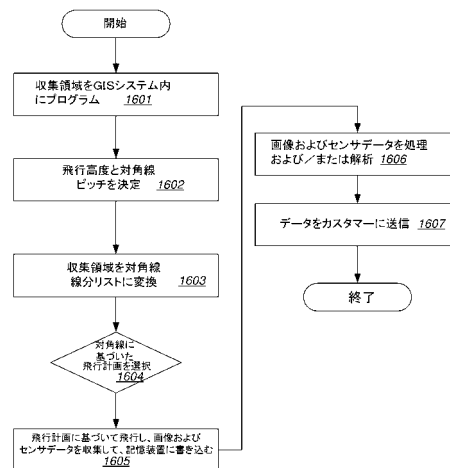 開始
収集領域をGISシステム内
にプログラム 1601
飛行高度と対角線
ピッチを決定 1602
収集領域を対角線
線分リストに変換 1603
対角線に
基づいた
飛行計画を選択
1604
飛行計画に基づいて飛行し、画像および
センサデータを収集して、記憶装置に書き込む
1605
画像およびセンサデータを処理
および／または解析 1606
データをカスタマーに送信 1607
終了